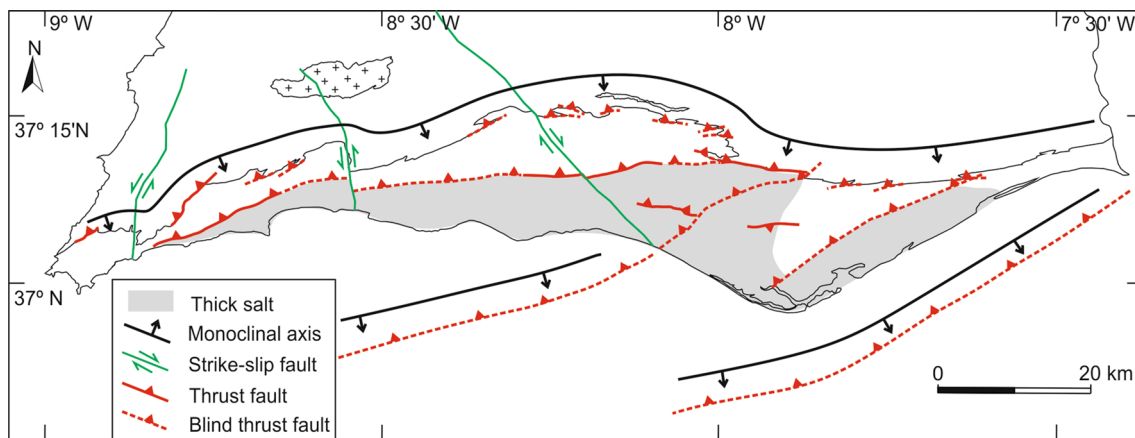 9º W
8º 30' W
8º W
7º 30' W
N
37º 15'N
37º N
Thick salt
Monoclinal axis
Strike-slip fault
Thrust fault
Blind thrust fault
0
20 km